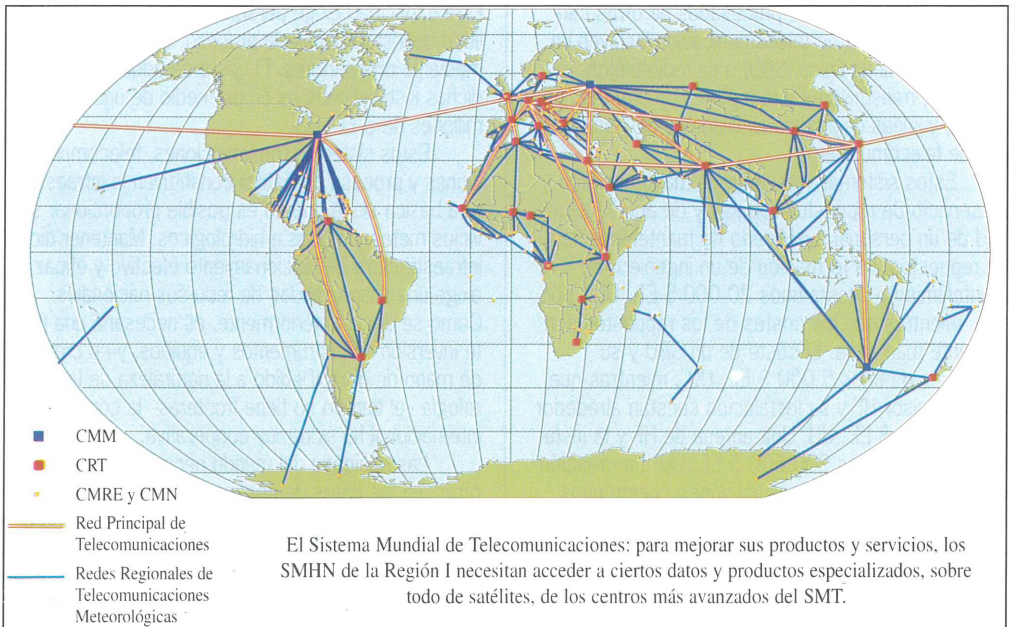 CMM
CRT
CMRE y CMN
Red Principal de
Telecomunicaciones
Redes Regionales de
Telecomunicaciones
Meteorológicas
El Sistema Mundial de Telecomunicaciones: para mejorar sus productos y servicios, los
SMHN de la Región I necesitan acceder a ciertos datos y productos especializados, sobre
todo de satélites, de los centros más avanzados del SMT.